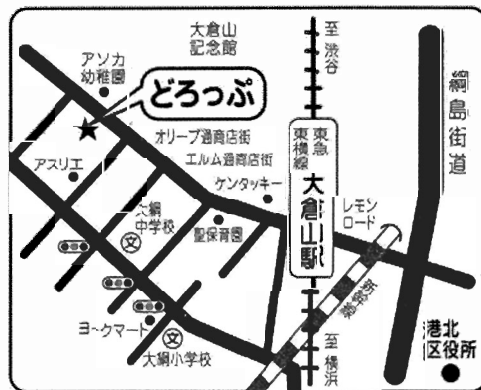 大倉山
記念館
至渋谷
アソカ
幼稚園
どろっぷ
綱島街道
オリーブ通商店街
エルム通商店街
東急
東横線
大倉山駅
アスリエ
ケンタッキー
レモン
ロード
大綱
中学校
文
聖保育園
新幹線
ヨークマート
文
大綱小学校
至横浜
港北
区役所